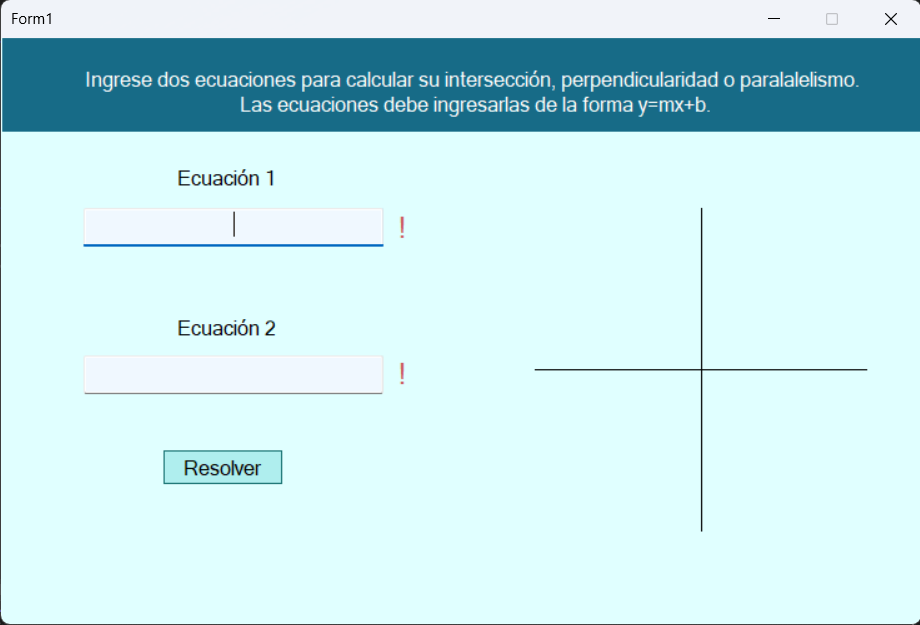 Form1
Ingrese dos ecuaciones para calcular su intersección, perpendicularidad o paralalelismo.
Las ecuaciones debe ingresarlas de la forma y=mx+b.
Ecuación 1
!
Ecuación 2
!
Resolver